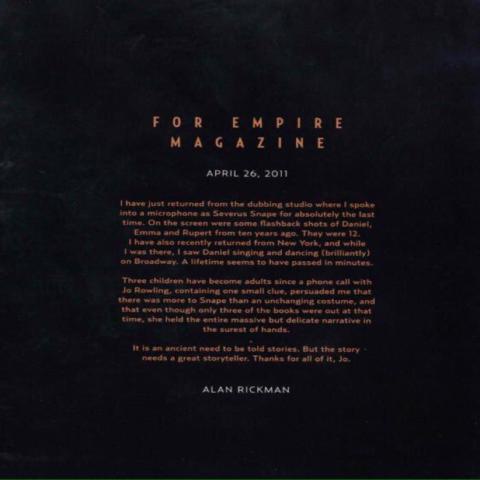 FOR EMPIRE
MAGAZINE
APRIL 26, 2011
I have just returned from the dubbing studio where I spoke
into a microphone as Severus Snape for absolutely the last
time. On the screen were some flashback shots of Daniel,
Emma and Rupert from ten years ago. They were 12.
I have also recently returned from New York, and while
I was there, I saw Daniel singing and dancing (brilliantly)
on Broadway. A lifetime seems to have passed in minutes.
Three children have become adults since a phone call with
Jo Rowling, containing one small clue, persuaded me that
there was more to Snape than an unchanging costume, and
that even though only three of the books were out at that
time, she held the entire massive but delicate narrative in
the surest of hands.
It is an ancient need to be told stories. But the story
needs a great storyteller. Thanks for all of it, Jo.
ALAN RICKMAN